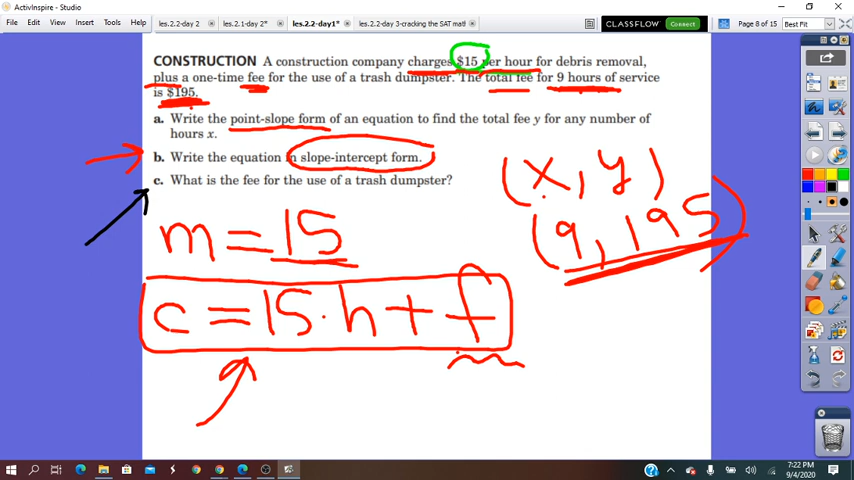 ActivInspire - Studio
File Edit View Insert Tools Help
les.2.2-day 2 les.2.1-day 2* les.2.2-day1* les.2.2-day 3-cracking the SAT mat CLASSFLOW Connect Page 8 of 15 Best Fit
CONSTRUCTION A construction company charges $15 per hour for debris removal,
plus a one-time fee for the use of a trash dumpster. The total fee for 9 hours of service
is $195.
a. Write the point-slope form of an equation to find the total fee y for any number of
hours x.
b. Write the equation in slope-intercept form.
c. What is the fee for the use of a trash dumpster?
(x, y)
(9, 195)
m = 15
c = 15·h + f
7:22 PM
9/4/2020